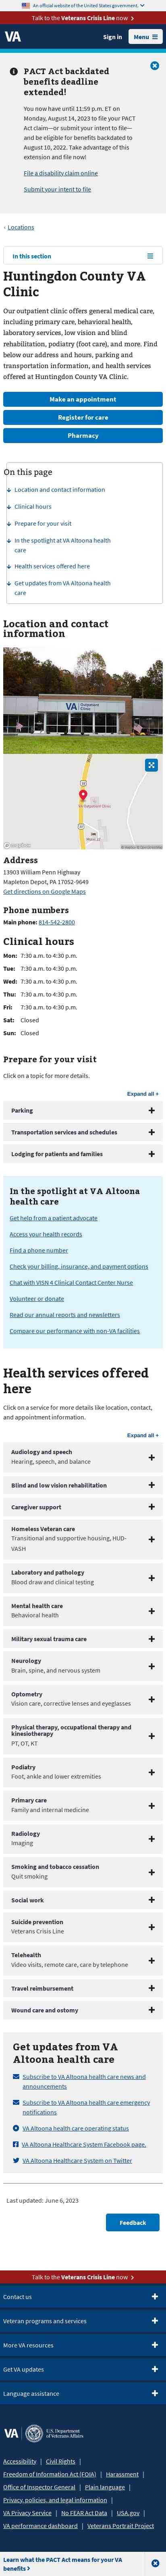 An official website of the United States government.
Talk to the Veterans Crisis Line now
VA
Sign in
Menu
PACT Act backdated
benefits deadline
extended!
You now have until 11:59 p.m. ET on
Monday, August 14, 2023 to file your PACT
Act claim—or submit your intent to file—
and be eligible for backdated benefits to
August 10, 2022. Take advantage of this
extension and file now!
File a disability claim online
Submit your intent to file
Locations
In this section
Huntingdon County VA
Clinic
Our outpatient clinic offers general medical care,
including primary care, behavioral health,
laboratory services, low vision and blind
rehabilitation, podiatry (foot care), and more. Find
below our address and hours, parking and
transportation information, and the health services
offered at Huntingdon County VA Clinic.
Make an appointment
Register for care
Pharmacy
On this page
Location and contact information
Clinical hours
Prepare for your visit
In the spotlight at VA Altoona health
care
Health services offered here
Get updates from VA Altoona health
care
Location and contact
information
VA Outpatient Clinic
mapbox
Address
13903 William Penn Highway
Mapleton Depot, PA 17052-9649
Get directions on Google Maps
Phone numbers
Main phone: 814-542-2800
Clinical hours
Mon: 7:30 a.m. to 4:30 p.m.
Tue: 7:30 a.m. to 4:30 p.m.
Wed: 7:30 a.m. to 4:30 p.m.
Thu: 7:30 a.m. to 4:30 p.m.
Fri: 7:30 a.m. to 4:30 p.m.
Sat: Closed
Sun: Closed
Prepare for your visit
Click on a topic for more details.
Expand all +
Parking
Transportation services and schedules
Lodging for patients and families
In the spotlight at VA Altoona
health care
Get help from a patient advocate
Access your health records
Find a phone number
Check your billing, insurance, and payment options
Chat with VISN 4 Clinical Contact Center Nurse
Volunteer or donate
Read our annual reports and newsletters
Compare our performance with non-VA facilities
Health services offered
here
Click on a service for details like location, contact,
and appointment information.
Expand all +
Audiology and speech
Hearing, speech, and balance
Blind and low vision rehabilitation
Caregiver support
Homeless Veteran care
Transitional and supportive housing, HUD-
VASH
Laboratory and pathology
Blood draw and clinical testing
Mental health care
Behavioral health
Military sexual trauma care
Neurology
Brain, spine, and nervous system
Optometry
Vision care, corrective lenses and eyeglasses
Physical therapy, occupational therapy and
kinesiotherapy
PT, OT, KT
Podiatry
Foot, ankle and lower extremities
Primary care
Family and internal medicine
Radiology
Imaging
Smoking and tobacco cessation
Quit smoking
Social work
Suicide prevention
Veterans Crisis Line
Telehealth
Video visits, remote care, care by telephone
Travel reimbursement
Wound care and ostomy
Get updates from VA
Altoona health care
Subscribe to VA Altoona health care news and
announcements
Subscribe to VA Altoona health care emergency
notifications
VA Altoona health care operating status
VA Altoona Healthcare System Facebook page.
VA Altoona Healthcare System on Twitter
Last updated: June 6, 2023
Feedback
Talk to the Veterans Crisis Line now
Contact us
Veteran programs and services
More VA resources
Get VA updates
Language assistance
VA U.S. Department of Veterans Affairs
Accessibility | Civil Rights |
Freedom of Information Act (FOIA) | Harassment |
Office of Inspector General | Plain language |
Privacy, policies, and legal information |
VA Privacy Service | No FEAR Act Data | USA.gov |
VA performance dashboard | Veterans Portrait Project
Learn what the PACT Act means for your VA
benefits